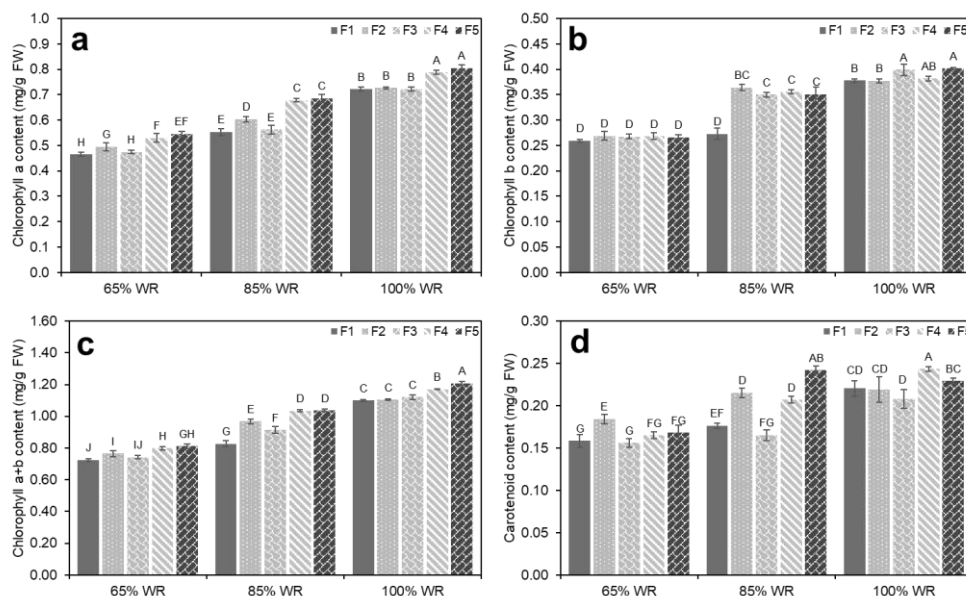 a
F1 F2 F3 F4 F5
Chlorophyll a content (mg/g FW)
1.0
0.9
0.8
0.7
0.6
0.5
0.4
0.3
0.2
0.1
0.0
H G H F EF
E D E C C
B B B A A
65% WR 85% WR 100% WR
b
F1 F2 F3 F4 F5
Chlorophyll b content (mg/g FW)
0.50
0.45
0.40
0.35
0.30
0.25
0.20
0.15
0.10
0.05
0.00
D D D D D
D BC C C C
B B A AB A
65% WR 85% WR 100% WR
c
F1 F2 F3 F4 F5
Chlorophyll a+b content (mg/g FW)
1.60
1.40
1.20
1.00
0.80
0.60
0.40
0.20
0.00
J I IJ H GH
G E F D D
C C C B A
65% WR 85% WR 100% WR
d
F1 F2 F3 F4 F5
Carotenoid content (mg/g FW)
0.30
0.25
0.20
0.15
0.10
0.05
0.00
G E G FG FG
EF D FG D AB
CD CD D A BC
65% WR 85% WR 100% WR